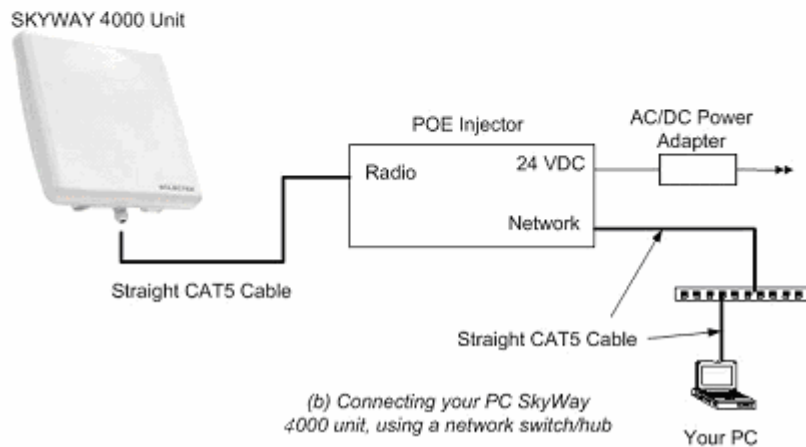 SKYWAY 4000 Unit
POE Injector
AC/DC Power
Adapter
Radio
24 VDC
Network
Straight CAT5 Cable
Straight CAT5 Cable
(b) Connecting your PC SkyWay
4000 unit, using a network switch/hub
Your PC